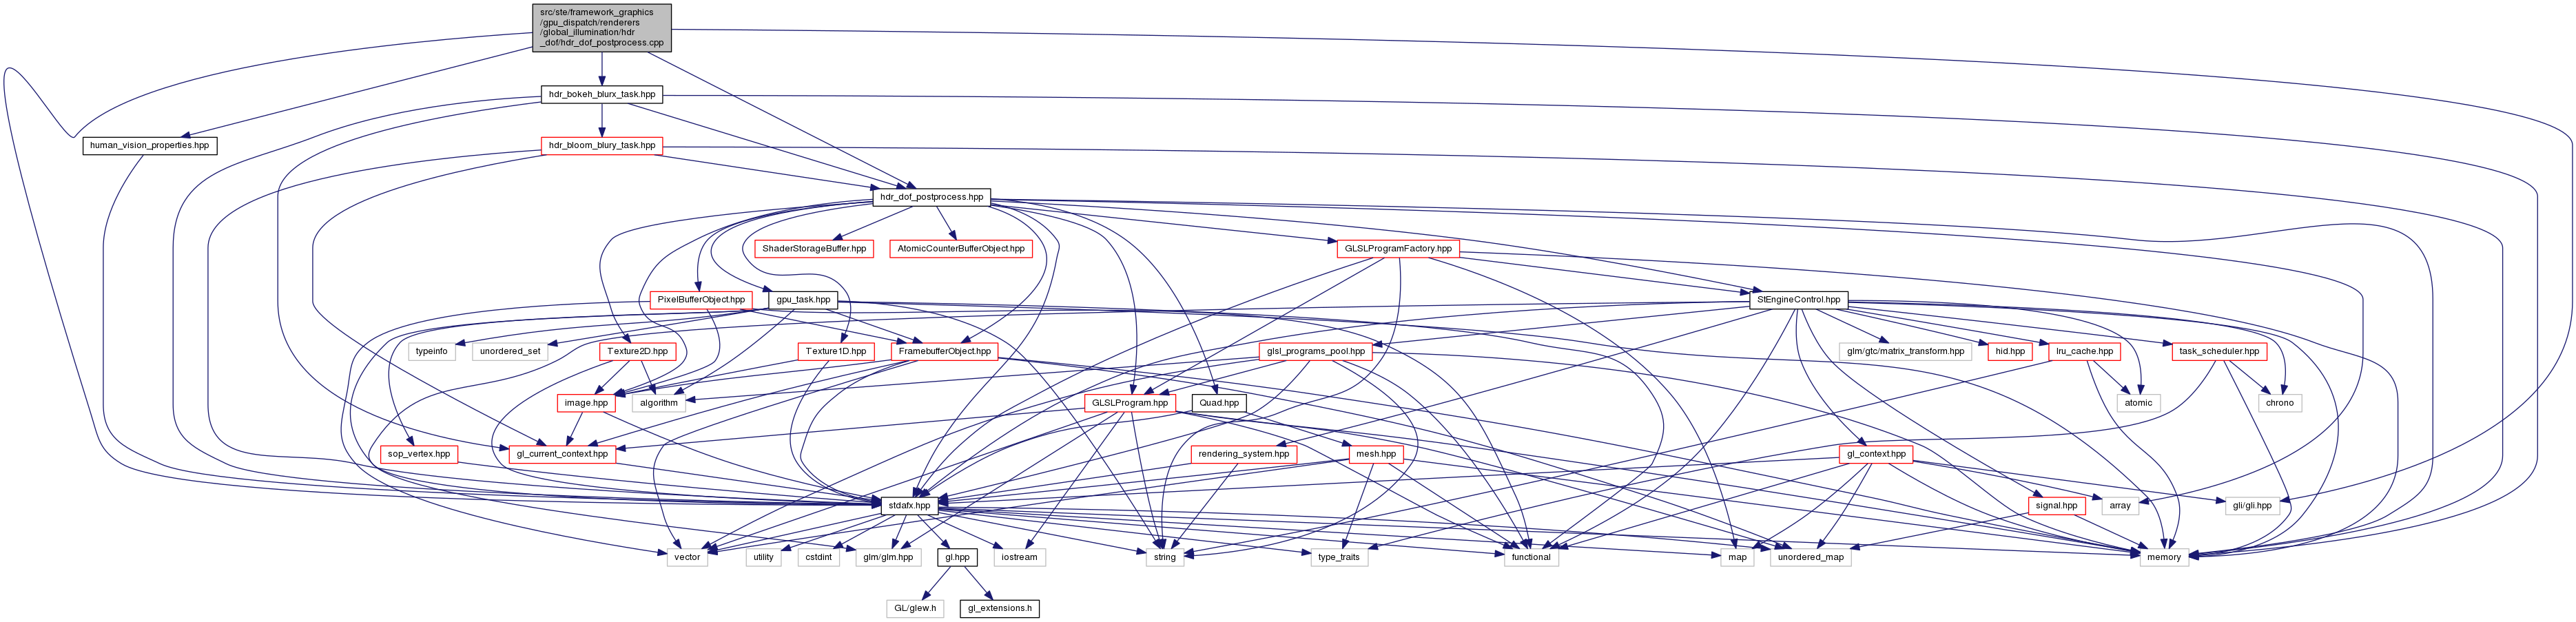 src/ste/framework_graphics
/gpu_dispatch/renderers
/global_illumination/hdr
_dof/hdr_dof_postprocess.cpp
hdr_bokeh_blurx_task.hpp
human_vision_properties.hpp
hdr_bloom_blury_task.hpp
hdr_dof_postprocess.hpp
ShaderStorageBuffer.hpp
AtomicCounterBufferObject.hpp
GLSLProgramFactory.hpp
PixelBufferObject.hpp
gpu_task.hpp
StEngineControl.hpp
typeinfo
unordered_set
Texture2D.hpp
Texture1D.hpp
FramebufferObject.hpp
glsl_programs_pool.hpp
glm/gtc/matrix_transform.hpp
hid.hpp
lru_cache.hpp
task_scheduler.hpp
image.hpp
algorithm
GLSLProgram.hpp
Quad.hpp
atomic
chrono
sop_vertex.hpp
gl_current_context.hpp
rendering_system.hpp
mesh.hpp
gl_context.hpp
stdafx.hpp
signal.hpp
array
gli/gli.hpp
vector
utility
cstdint
glm/glm.hpp
gl.hpp
iostream
string
type_traits
functional
map
unordered_map
memory
GL/glew.h
gl_extensions.h